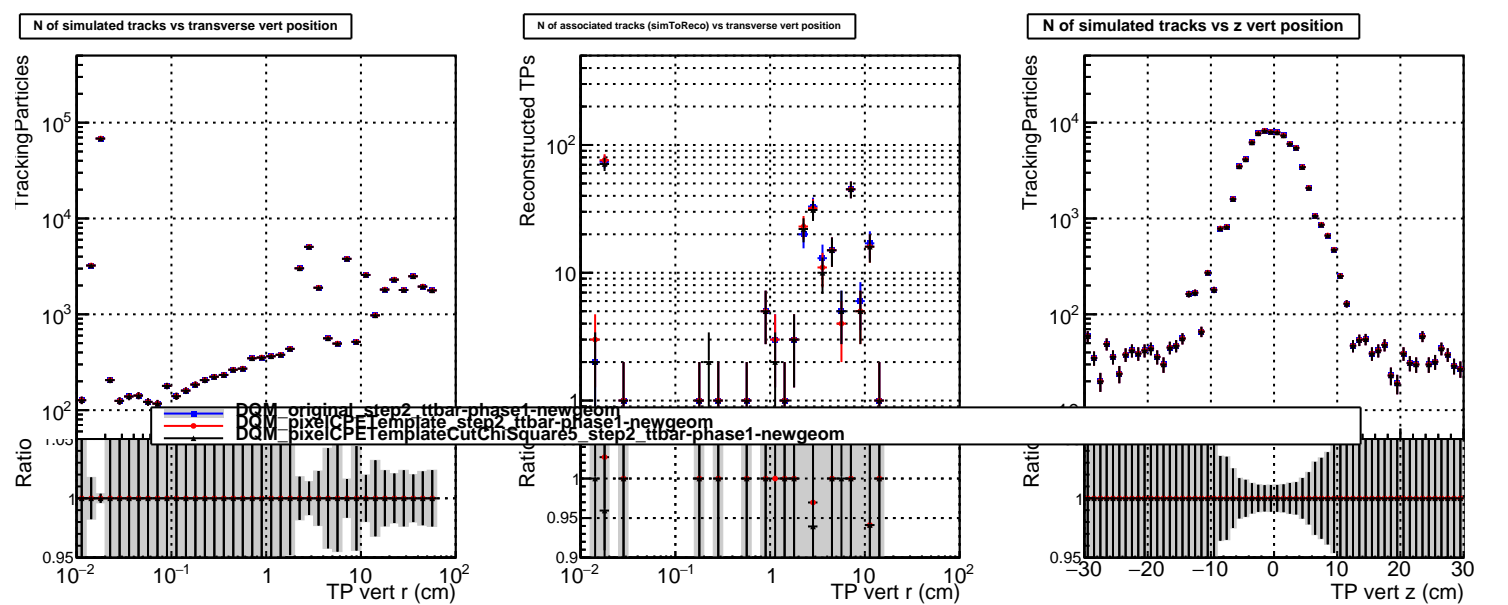 N of simulated tracks vs transverse vert position
TrackingParticles
10^5
10^4
10^3
10^2
Ratio
1.05
1
0.95
10^−2 10^−1 1 10 10^2
TP vert r (cm)
N of associated tracks (simToReco) vs transverse vert position
Reconstructed TPs
10^2
10
1
Ratio
1
0.95
0.9
10^−2 10^−1 1 10 10^2
TP vert r (cm)
N of simulated tracks vs z vert position
TrackingParticles
10^4
10^3
10^2
10
Ratio
1
0.95
−30 −20 −10 0 10 20 30
TP vert z (cm)
DQM_original_step2_ttbar-phase1-newgeom
DQM_pixelCPETemplate_step2_ttbar-phase1-newgeom
DQM_pixelCPETemplateCutChiSquare5_step2_ttbar-phase1-newgeom